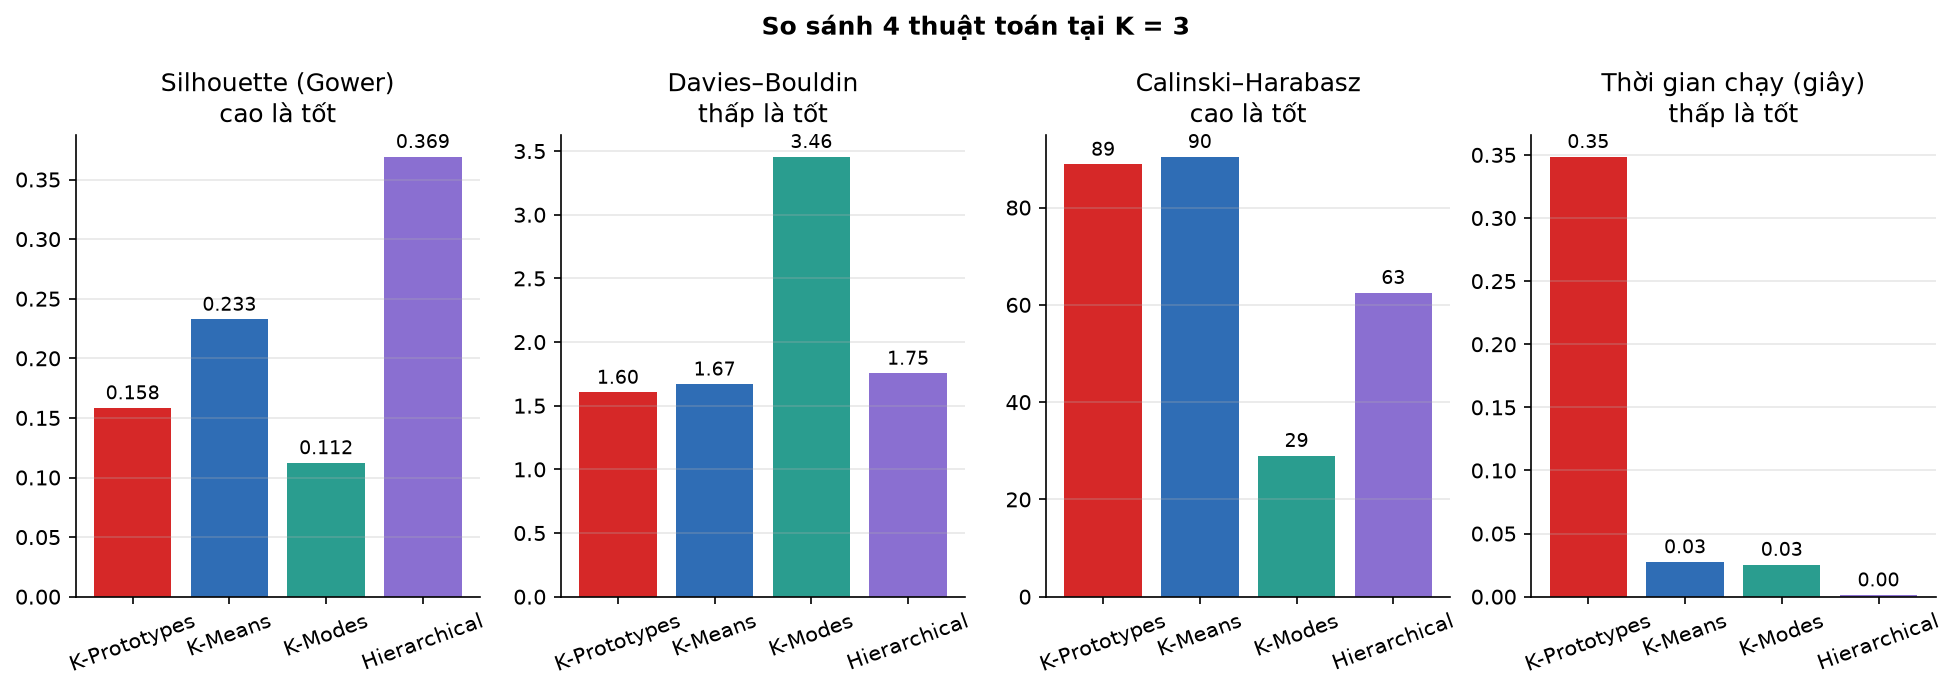 So sánh 4 thuật toán tại K = 3
Silhouette (Gower)
cao là tốt
0.35
0.30
0.25
0.20
0.15
0.10
0.05
0.00
0.158
0.233
0.112
0.369
K-Prototypes
K-Means
K-Modes
Hierarchical
Davies–Bouldin
thấp là tốt
3.5
3.0
2.5
2.0
1.5
1.0
0.5
0.0
1.60
1.67
3.46
1.75
K-Prototypes
K-Means
K-Modes
Hierarchical
Calinski–Harabasz
cao là tốt
80
60
40
20
0
89
90
29
63
K-Prototypes
K-Means
K-Modes
Hierarchical
Thời gian chạy (giây)
thấp là tốt
0.35
0.30
0.25
0.20
0.15
0.10
0.05
0.00
0.35
0.03
0.03
0.00
K-Prototypes
K-Means
K-Modes
Hierarchical